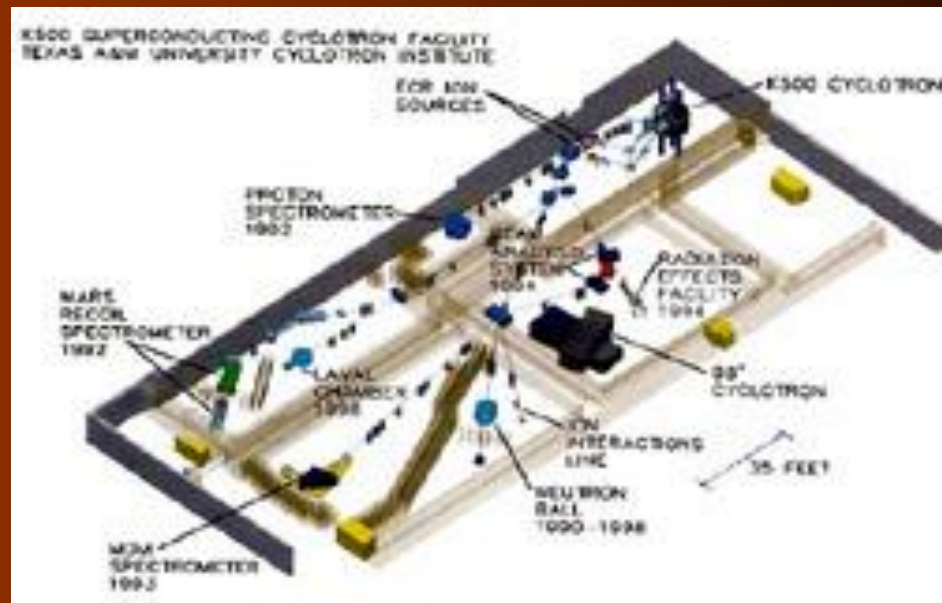 K500 SUPERCONDUCTING CYCLOTRON FACILITY
TEXAS A&M UNIVERSITY CYCLOTRON INSTITUTE
ECR ION
SOURCES
K500 CYCLOTRON
PROTON
SPECTROMETER
BEAM
ANALYSIS
SYSTEM
RADIATION
EFFECTS
FACILITY
1994
MARS
RECOIL
SPECTROMETER
1992
CHAMBER
88"
CYCLOTRON
ION
INTERACTIONS
LINE
35 FEET
NEUTRON
BALL
1990-1998
MDM
SPECTROMETER